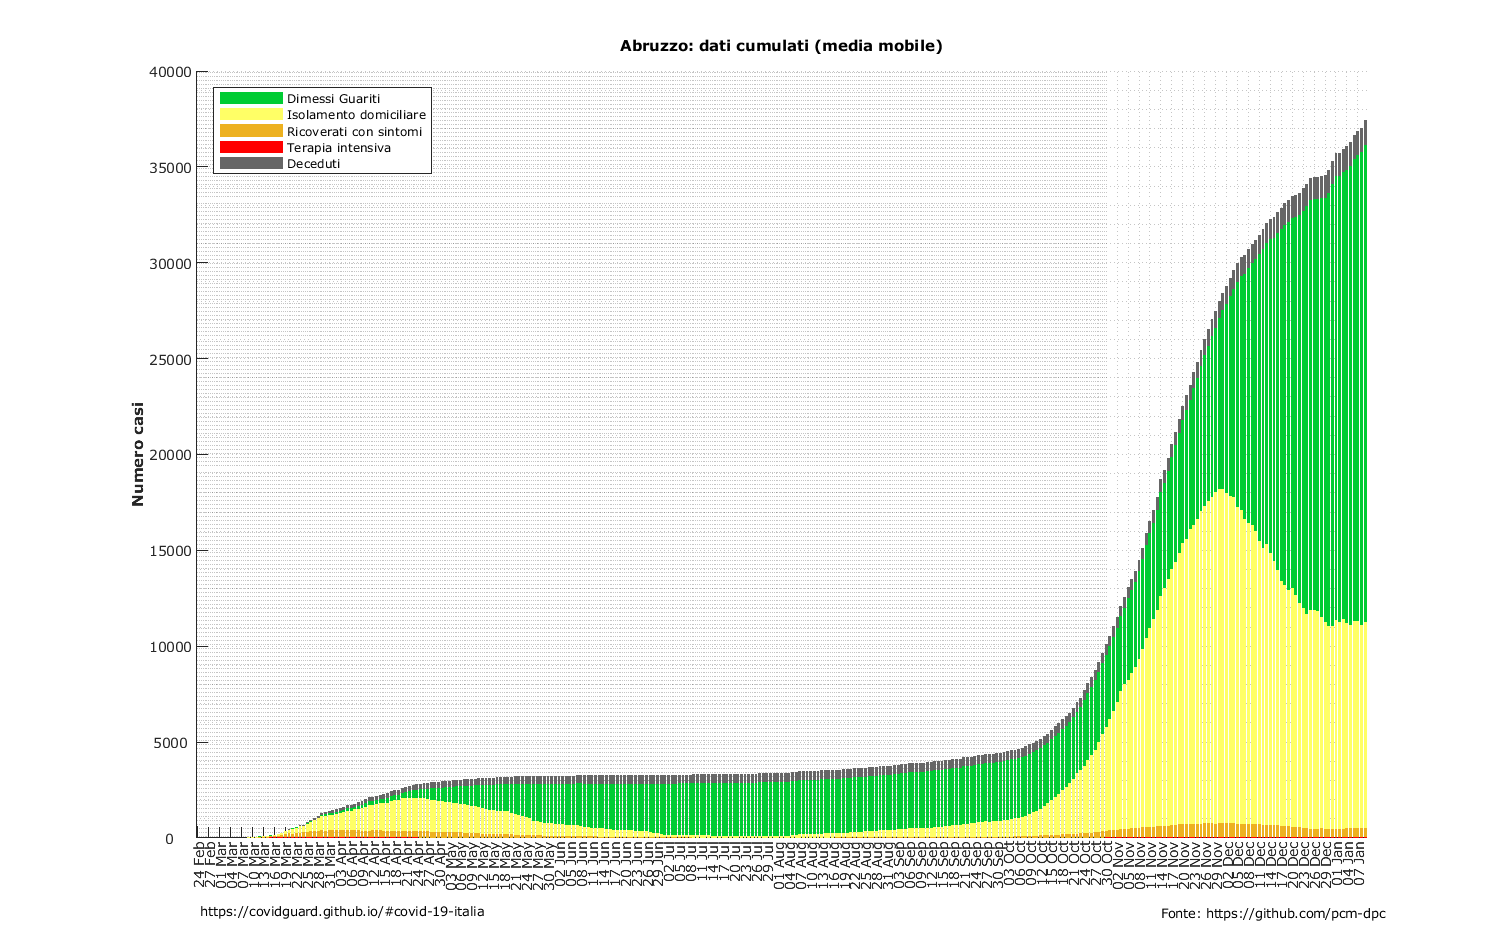 Abruzzo: dati cumulati (media mobile)
40000
35000
30000
25000
20000
15000
10000
5000
0
Numero casi
Dimessi Guariti
Isolamento domiciliare
Ricoverati con sintomi
Terapia intensiva
Deceduti
24 Feb
27 Feb
01 Mar
04 Mar
07 Mar
10 Mar
13 Mar
16 Mar
19 Mar
22 Mar
25 Mar
28 Mar
31 Mar
03 Apr
06 Apr
09 Apr
12 Apr
15 Apr
18 Apr
21 Apr
24 Apr
27 Apr
30 Apr
03 May
06 May
09 May
12 May
15 May
18 May
21 May
24 May
27 May
30 May
02 Jun
05 Jun
08 Jun
11 Jun
14 Jun
17 Jun
20 Jun
23 Jun
26 Jun
29 Jun
02 Jul
05 Jul
08 Jul
11 Jul
14 Jul
17 Jul
20 Jul
23 Jul
26 Jul
29 Jul
01 Aug
04 Aug
07 Aug
10 Aug
13 Aug
16 Aug
19 Aug
22 Aug
25 Aug
28 Aug
31 Aug
03 Sep
06 Sep
09 Sep
12 Sep
15 Sep
18 Sep
21 Sep
24 Sep
27 Sep
30 Sep
03 Oct
06 Oct
09 Oct
12 Oct
15 Oct
18 Oct
21 Oct
24 Oct
27 Oct
30 Oct
02 Nov
05 Nov
08 Nov
11 Nov
14 Nov
17 Nov
20 Nov
23 Nov
26 Nov
29 Nov
02 Dec
05 Dec
08 Dec
11 Dec
14 Dec
17 Dec
20 Dec
23 Dec
26 Dec
29 Dec
01 Jan
04 Jan
07 Jan
https://covidguard.github.io/#covid-19-italia
Fonte: https://github.com/pcm-dpc